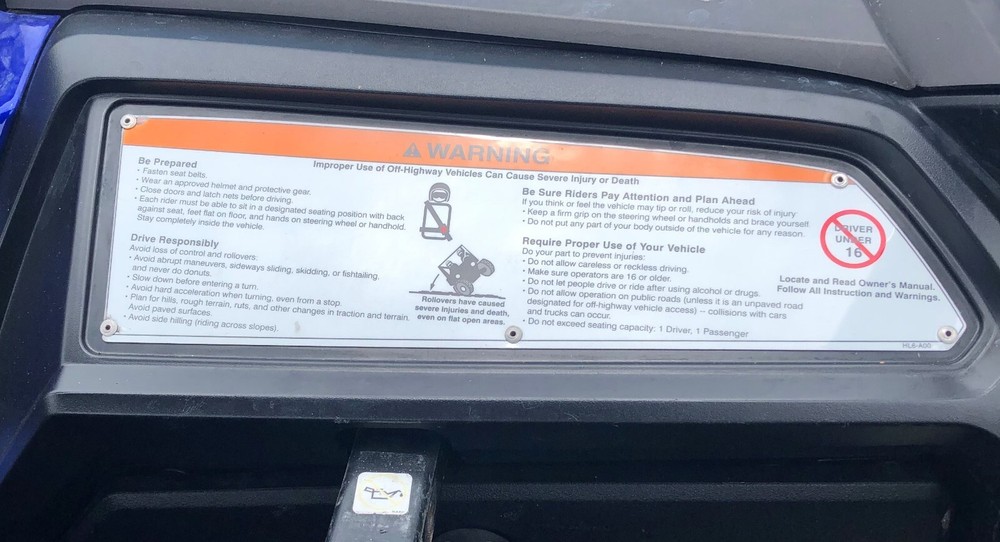 WARNING
Improper Use of Off-Highway Vehicles Can Cause Severe Injury or Death
Be Prepared
• Fasten seat belts.
• Wear an approved helmet and protective gear.
• Close doors and latch nets before driving.
• Each rider must be able to sit in a designated seating position with back
against seat, feet flat on floor, and hands on steering wheel or handhold.
Stay completely inside the vehicle.
Drive Responsibly
Avoid loss of control and rollovers:
• Avoid abrupt maneuvers, sideways sliding, skidding, or fishtailing,
and never do donuts.
• Slow down before entering a turn.
• Avoid hard acceleration when turning, even from a stop.
• Plan for hills, rough terrain, ruts, and other changes in traction and terrain.
Avoid paved surfaces.
• Avoid side hilling (riding across slopes).
Rollovers have caused
severe injuries and death,
even on flat open areas.
Be Sure Riders Pay Attention and Plan Ahead
If you think or feel the vehicle may tip or roll, reduce your risk of injury
• Keep a firm grip on the steering wheel or handholds and brace yourself.
• Do not put any part of your body outside of the vehicle for any reason.
Require Proper Use of Your Vehicle
Do your part to prevent injuries:
• Do not allow careless or reckless driving.
• Make sure operators are 16 or older.
• Do not let people drive or ride after using alcohol or drugs.
• Do not allow operation on public roads (unless it is an unpaved road
designated for off-highway vehicle access) – collisions with cars
and trucks can occur.
• Do not exceed seating capacity: 1 Driver, 1 Passenger
DRIVER
UNDER
16
Locate and Read Owner's Manual.
Follow All Instruction and Warnings.
HL6-A00